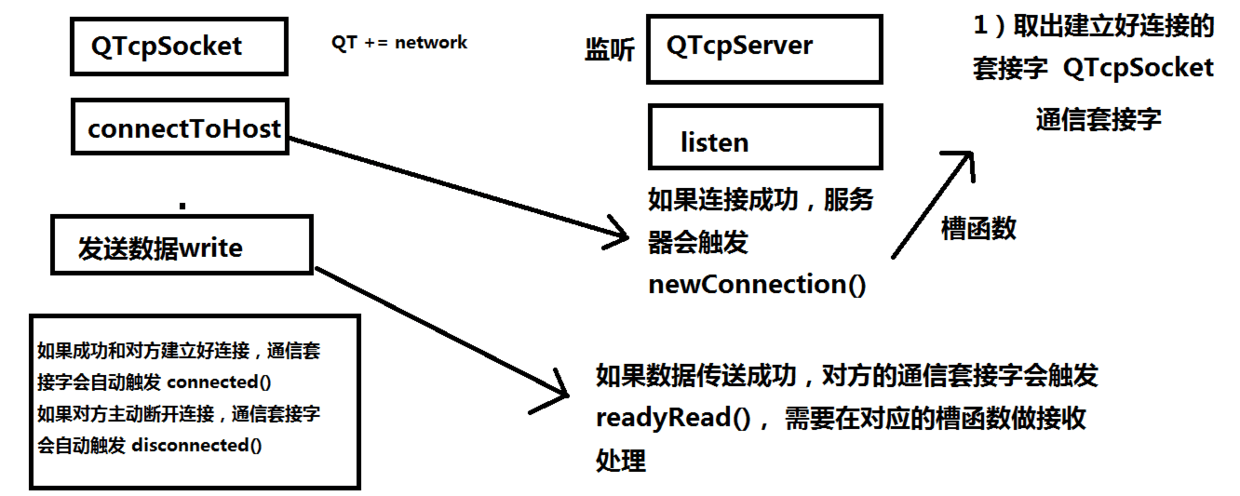 QTcpSocket
QT += network
监听
QTcpServer
1）取出建立好连接的
套接字 QTcpSocket
通信套接字
connectToHost
listen
如果连接成功，服务
器会触发
newConnection()
槽函数
发送数据write
如果成功和对方建立好连接，通信套
接字会自动触发 connected()
如果对方主动断开连接，通信套接字
会自动触发 disconnected()
如果数据传送成功，对方的通信套接字会触发
readyRead()， 需要在对应的槽函数做接收
处理